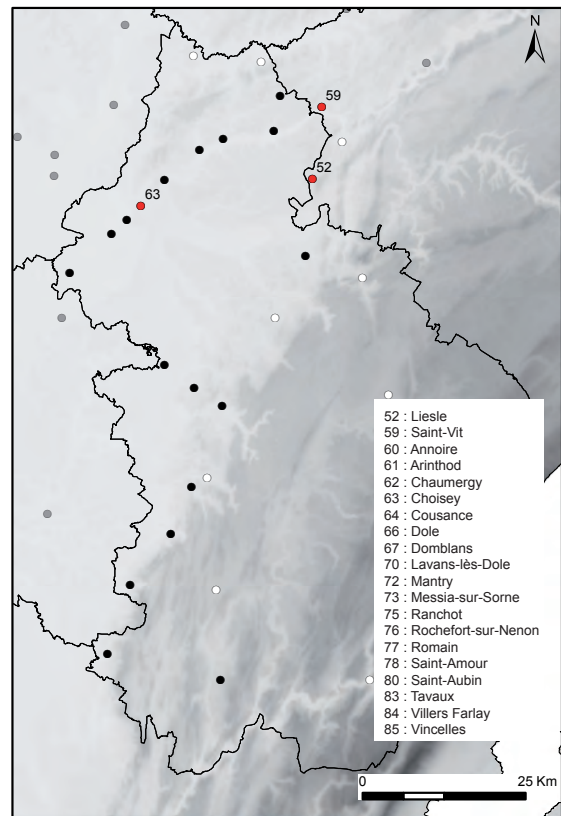 N
59
52
63
52 : Liesle
59 : Saint-Vit
60 : Annoire
61 : Arinthod
62 : Chaumergy
63 : Choisey
64 : Cousance
66 : Dole
67 : Domblans
70 : Lavans-lès-Dole
72 : Mantry
73 : Messia-sur-Sorne
75 : Ranchot
76 : Rochefort-sur-Nenon
77 : Romain
78 : Saint-Amour
80 : Saint-Aubin
83 : Tavaux
84 : Villers Farlay
85 : Vincelles
0 25 Km